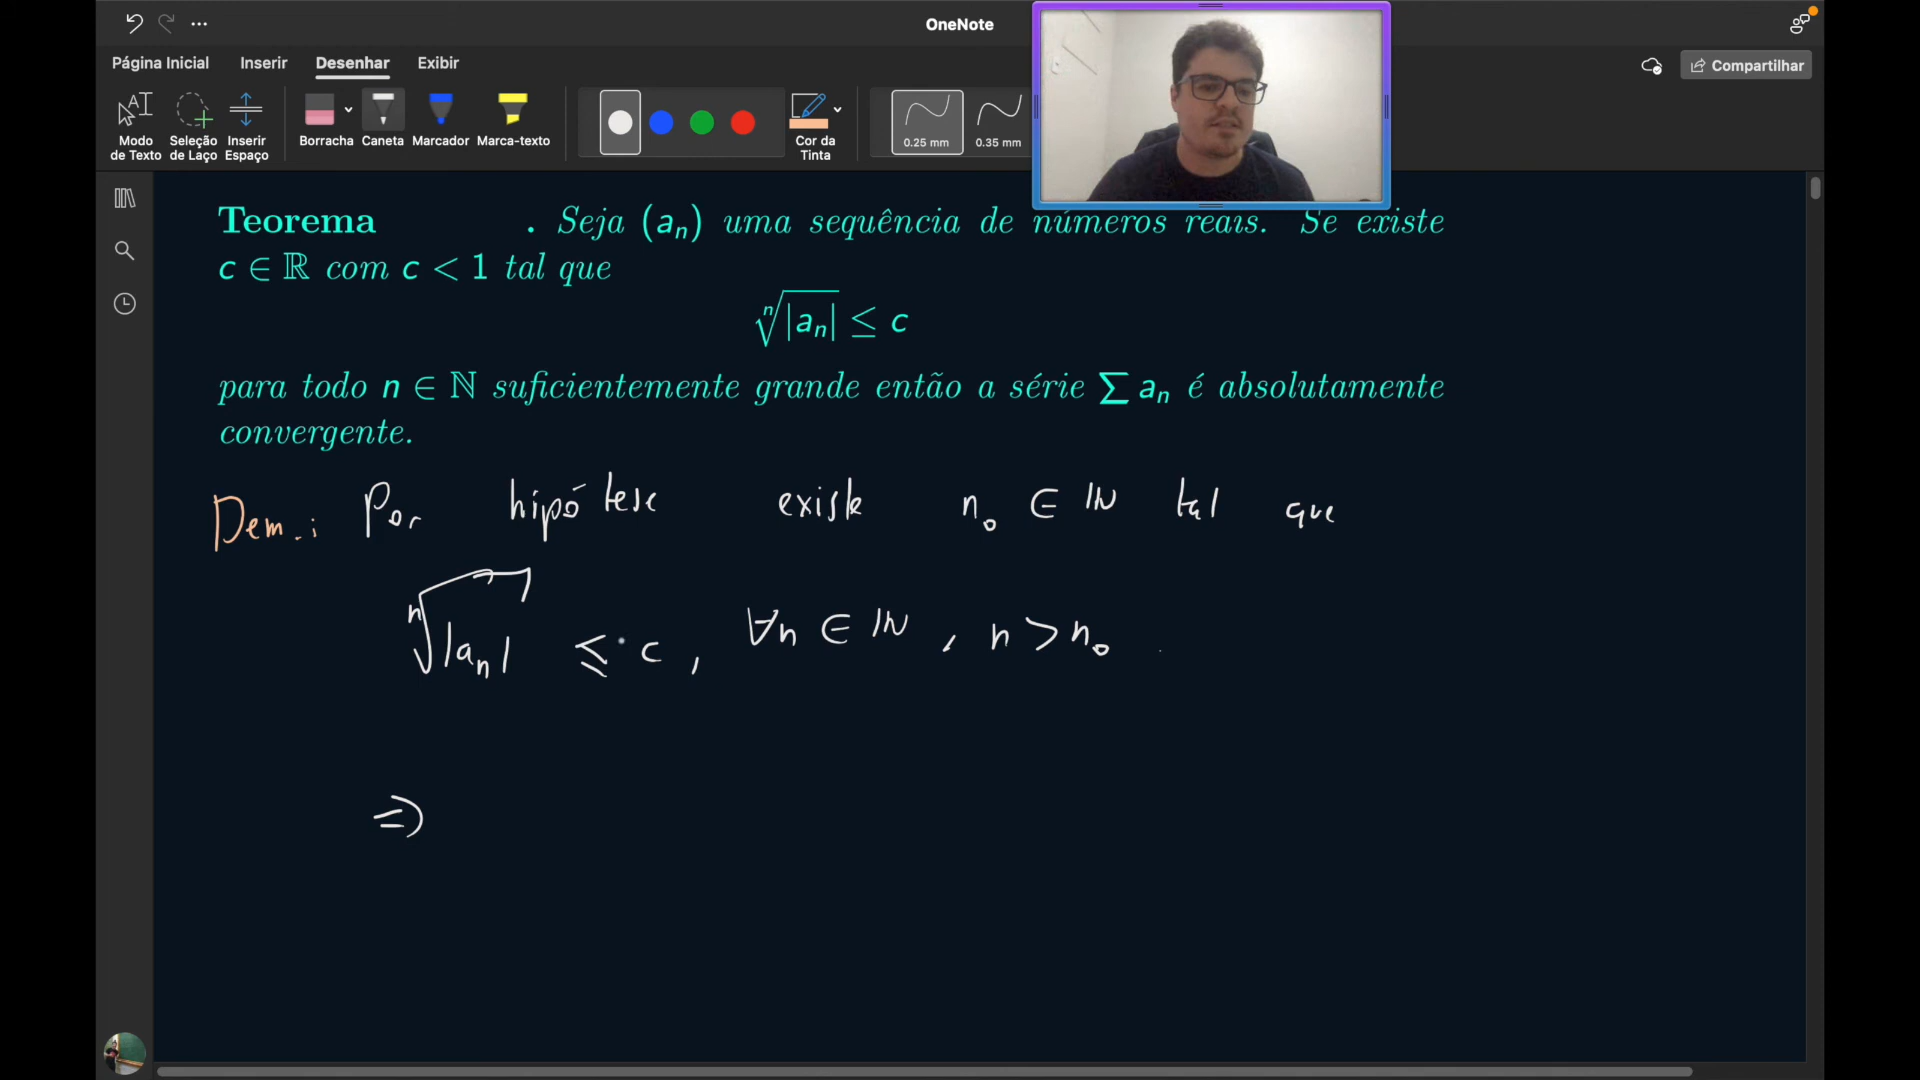 OneNote
Página Inicial Inserir Desenhar Exibir
Compartilhar
Modo de Texto
Seleção de Laço
Inserir Espaço
Borracha
Caneta
Marcador
Marca-texto
Cor da Tinta
0.25 mm
0.35 mm
Teorema . Seja (aₙ) uma sequência de números reais. Se existe
c ∈ ℝ com c < 1 tal que
ⁿ√|aₙ| ≤ c
para todo n ∈ ℕ suficientemente grande então a série ∑ aₙ é absolutamente
convergente.
Dem.: Por hipótese existe n₀ ∈ ℕ tal que
ⁿ√|aₙ| ≤ c, ∀n ∈ ℕ, n > n₀
⇒